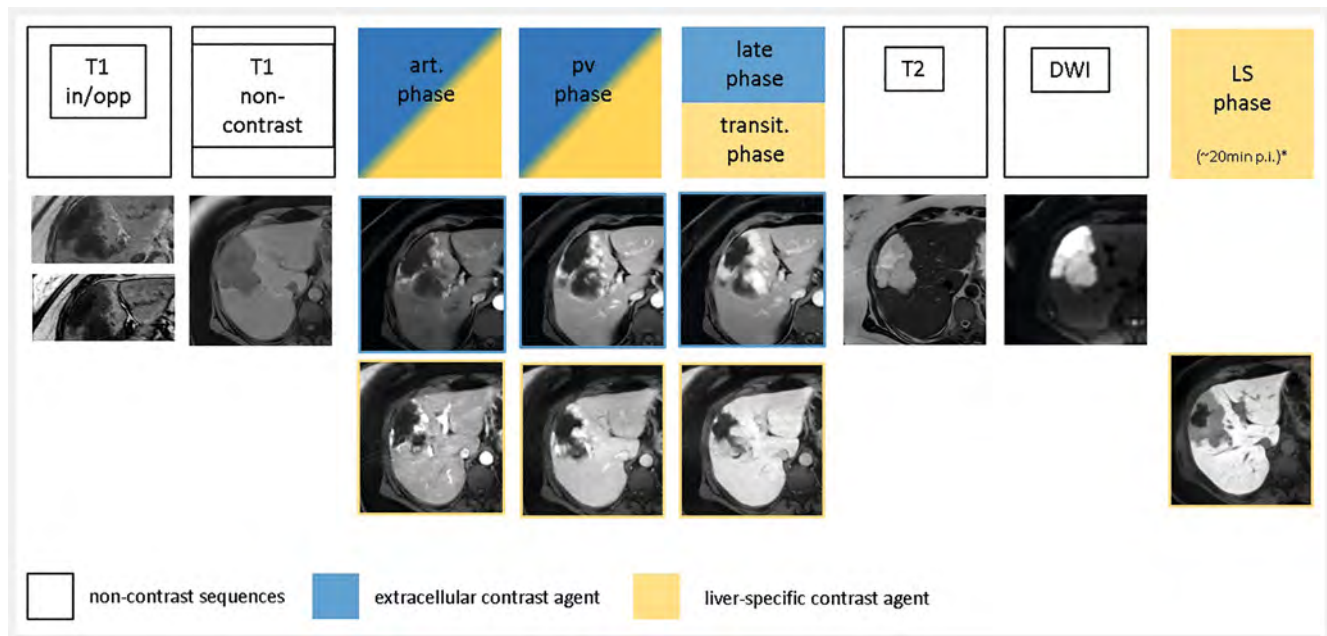 T1
in/opp
T1
non-
contrast
art.
phase
pv
phase
late
phase
transit.
phase
T2
DWI
LS
phase
(~20min p.i.)*
non-contrast sequences
extracellular contrast agent
liver-specific contrast agent